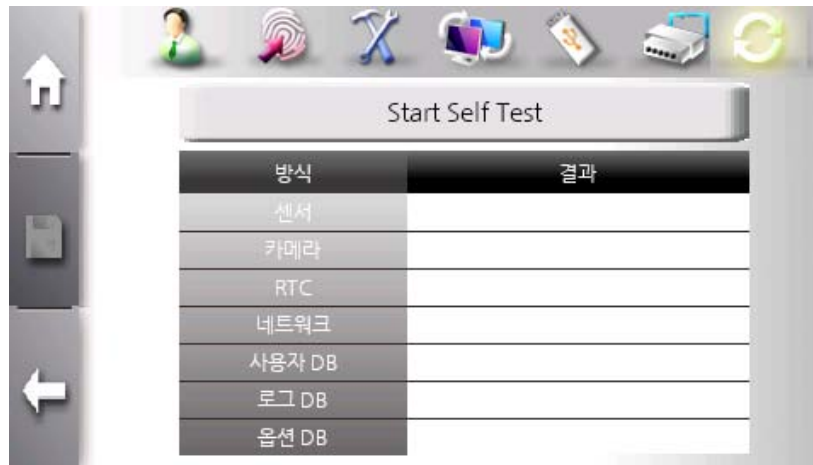 Start Self Test
방식 결과
센서
카메라
RTC
네트워크
사용자 DB
로그 DB
옵션 DB